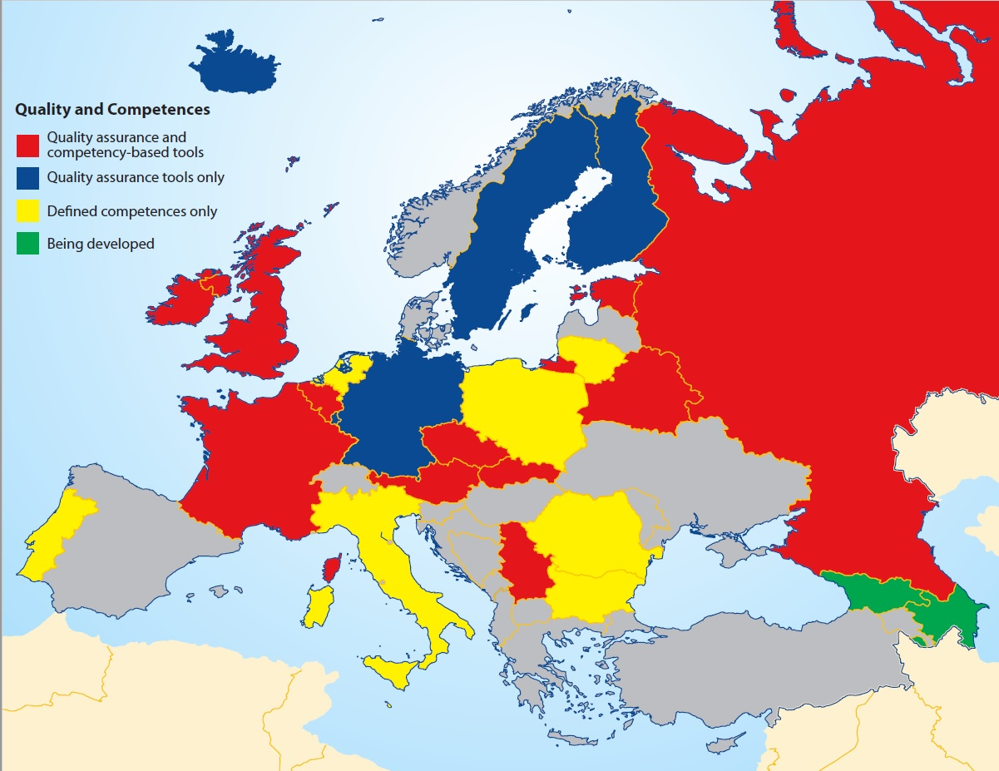 Quality and Competences
Quality assurance and
competency-based tools
Quality assurance tools only
Defined competences only
Being developed